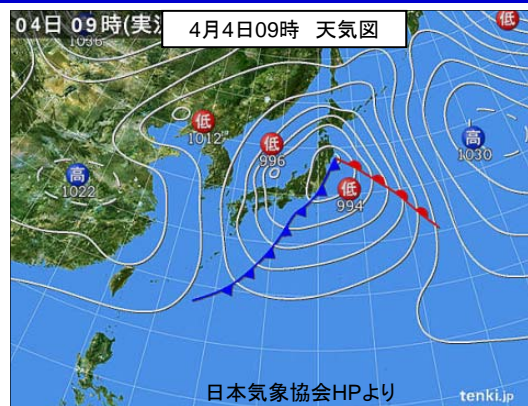 04日 09時(実況
4月4日09時 天気図
1036
低
低
1012
低
996
高
1030
高
1022
低
994
日本気象協会HPより
tenki.jp